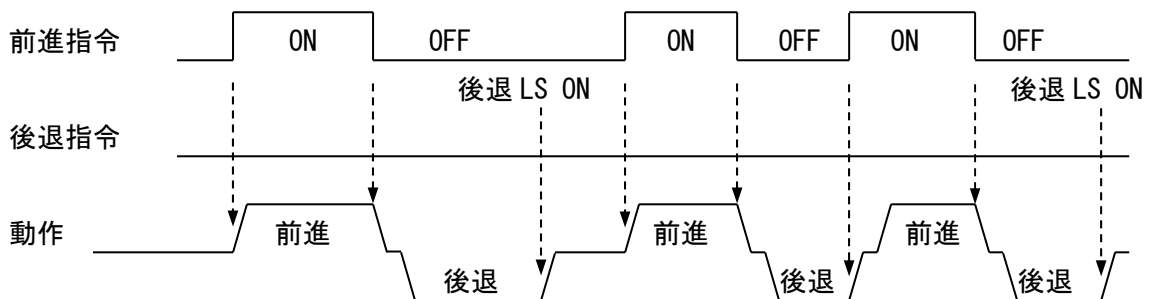 前進指令 ON OFF ON OFF ON OFF
後退 LS ON 後退 LS ON
後退指令
動作 前進 前進 前進
後退 後退 後退